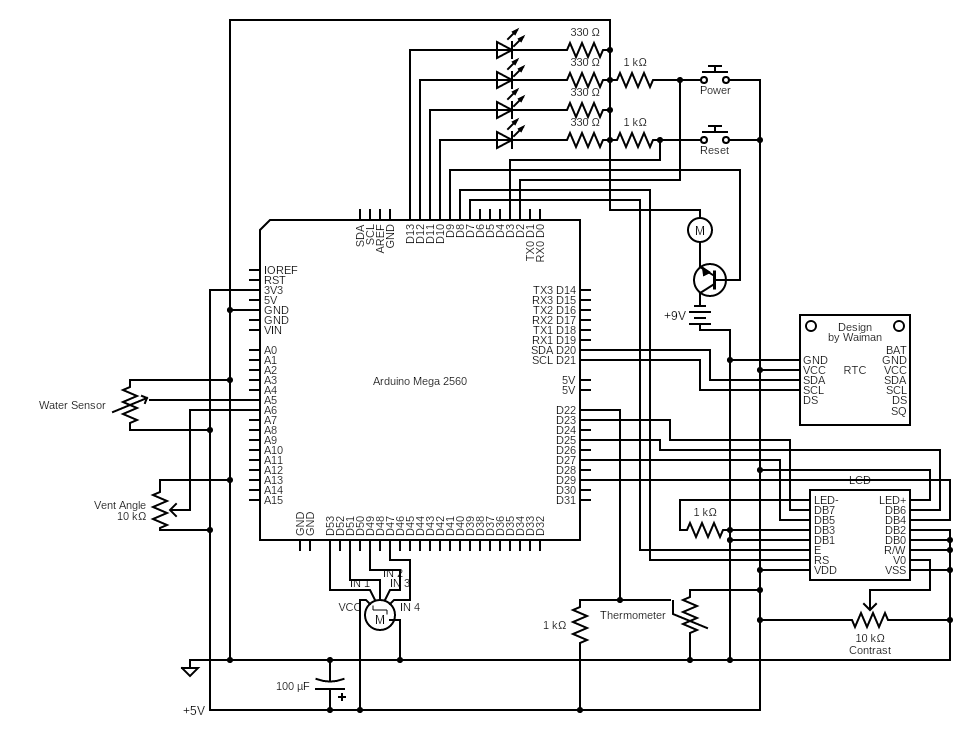 330 Ω
330 Ω
1 kΩ
Power
330 Ω
330 Ω
1 kΩ
Reset
SDA
SCL
AREF
GND
D13
D12
D11
D10
D9
D8
D7
D6
D5
D4
D3
D2
TX0 D1
RX0 D0
M
+9V
IOREF
RST
3V3
5V
GND
GND
VIN
A0
A1
A2
A3
A4
A5
A6
A7
A8
A9
A10
A11
A12
A13
A14
A15
Arduino Mega 2560
TX3 D14
RX3 D15
TX2 D16
RX2 D17
TX1 D18
RX1 D19
SDA D20
SCL D21
5V
5V
D22
D23
D24
D25
D26
D27
D28
D29
D30
D31
GND
GND
D53
D52
D51
D50
D49
D48
D47
D46
D45
D44
D43
D42
D41
D40
D39
D38
D37
D36
D35
D34
D33
D32
Design
by Waiman
RTC
GND
VCC
SDA
SCL
DS
BAT
GND
VCC
SDA
SCL
DS
SQ
Water Sensor
Vent Angle
10 kΩ
LCD
LED-
DB7
DB5
DB3
DB1
E
RS
VDD
LED+
DB6
DB4
DB2
DB0
R/W
V0
VSS
1 kΩ
IN 1
IN 2
IN 3
IN 4
VCC
M
1 kΩ
Thermometer
10 kΩ
Contrast
100 µF
+
+5V